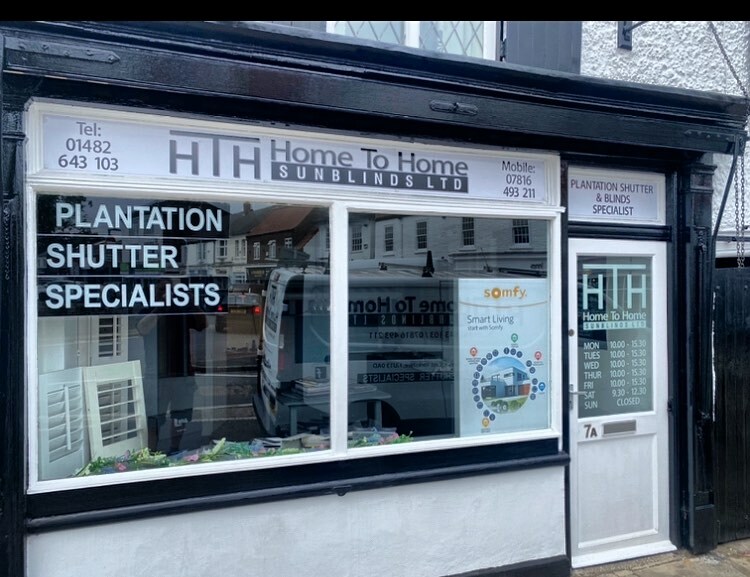 Tel:
01482
643 103
HTH Home To Home
SUNBLINDS LTD
Mobile:
07816
493 211
PLANTATION SHUTTER
& BLINDS
SPECIALIST
PLANTATION
SHUTTER
SPECIALISTS
somfy.
Smart Living
Start with Somfy
HTH
Home To Home
SUNBLINDS LTD
MON 10.00 - 15.30
TUES 10.00 - 15.30
WED 10.00 - 15.30
THUR 10.00 - 15.30
FRI 10.00 - 15.30
SAT 9.30 - 12.30
SUN CLOSED
7A